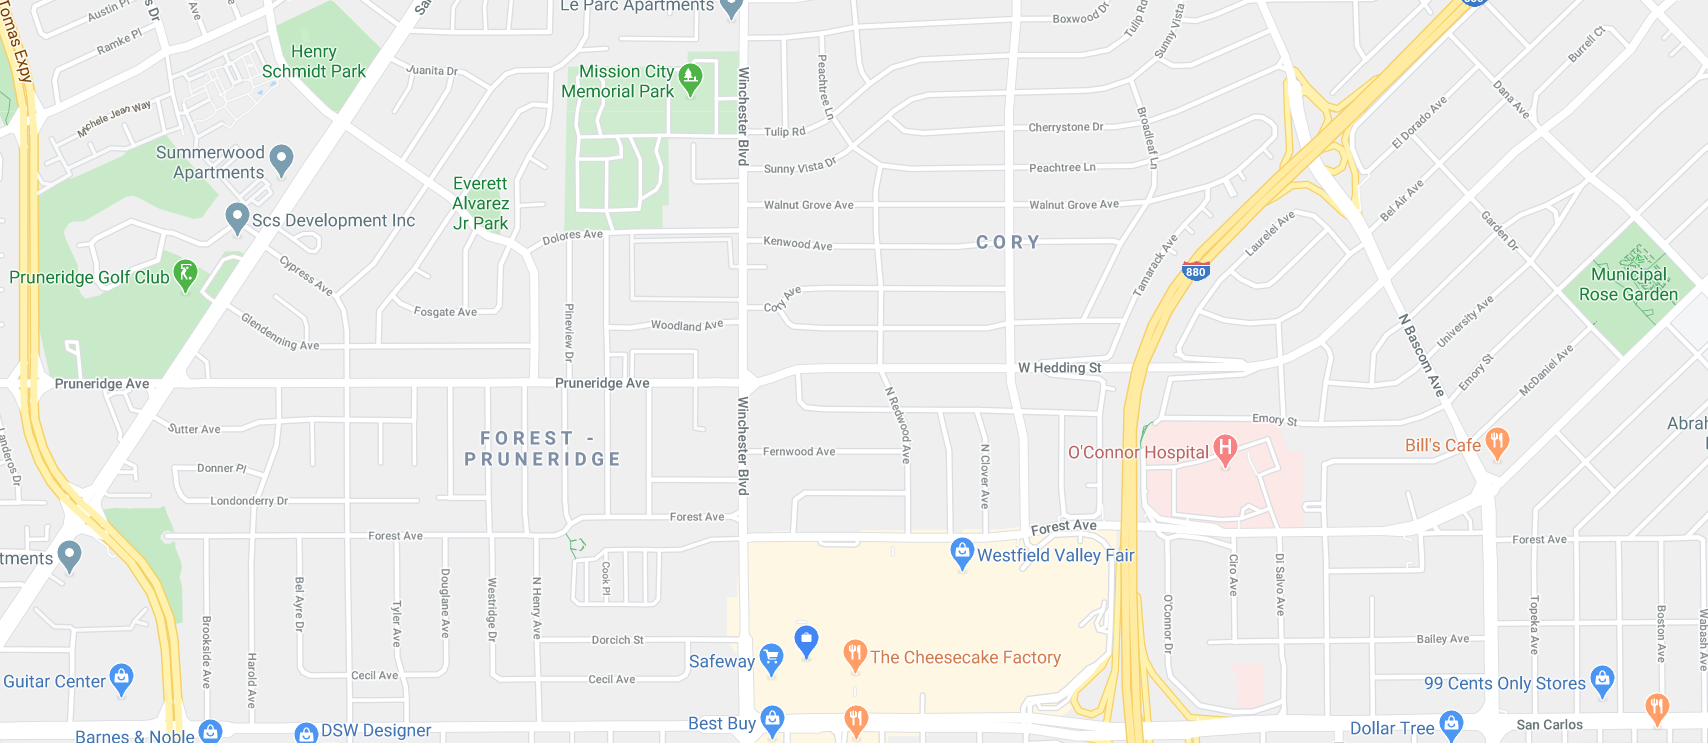 Le Parc Apartments
Boxwood Dr
Tulip Rd
Sunny Vista
Austin Pl
Ramke Pl
Tomas Expy
Henry
Schmidt Park
Juanita Dr
Mission City
Memorial Park
Winchester Blvd
Peachtree Ln
Burrell Ct
Dana Ave
El Dorado Ave
Michele Jean Way
Tulip Rd
Cherrystone Dr
Broadleaf Ln
Summerwood
Apartments
Sunny Vista Dr
Peachtree Ln
Everett
Alvarez
Jr Park
Walnut Grove Ave
Walnut Grove Ave
Bel Air Ave
Scs Development Inc
Dolores Ave
Kenwood Ave
CORY
Laurelei Ave
Garden Dr
Tamarack Ave
880
Pruneridge Golf Club
Cypress Ave
Municipal
Rose Garden
Cory Ave
Fosgate Ave
Glendenning Ave
Pineview Dr
Woodland Ave
University Ave
N Bascom Ave
W Hedding St
Emory St
McDaniel Ave
Pruneridge Ave
Pruneridge Ave
N Redwood Ave
Winchester Blvd
Sutter Ave
FOREST -
PRUNERIDGE
Emory St
Abrah
Bill's Cafe
O'Connor Hospital
H
Fernwood Ave
N Clover Ave
Landeros Dr
Donner Pl
Londonderry Dr
Forest Ave
Forest Ave
Forest Ave
Forest Ave
tments
Westfield Valley Fair
Cook Pl
Bel Ayre Dr
Tyler Ave
Douglane Ave
Westridge Dr
N Henry Ave
Ciro Ave
Di Salvo Ave
O'Connor Dr
Topeka Ave
Boston Ave
Wabash Ave
Brookside Ave
Harold Ave
Dorcich St
Bailey Ave
Safeway
The Cheesecake Factory
Cecil Ave
Cecil Ave
Guitar Center
99 Cents Only Stores
Best Buy
Barnes & Noble
DSW Designer
Dollar Tree
San Carlos